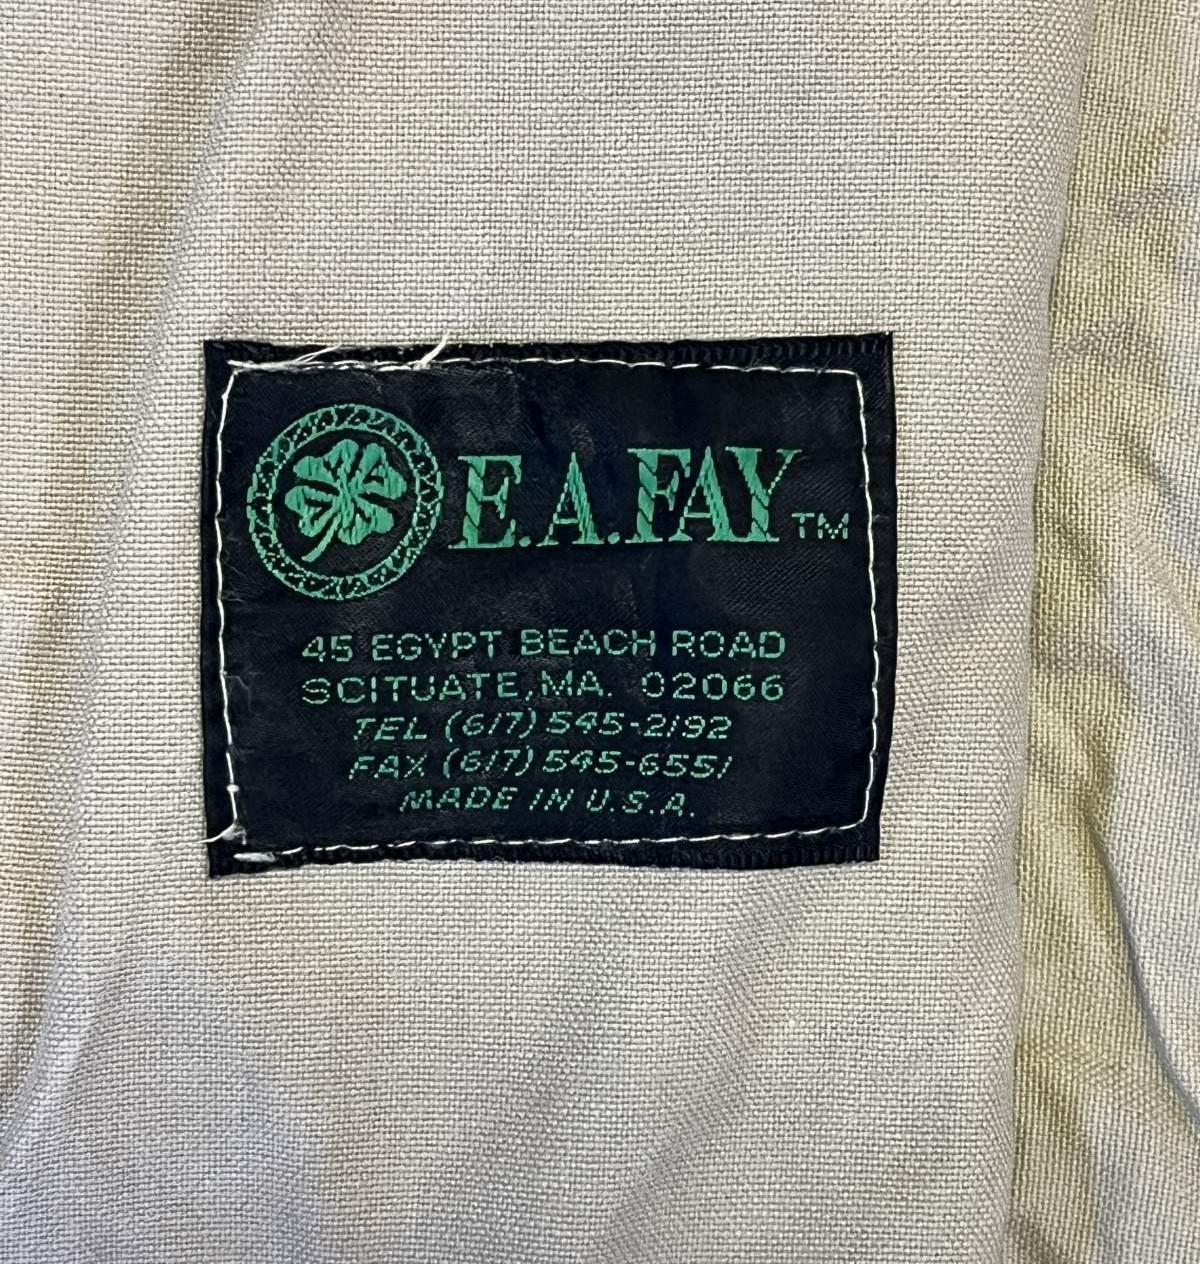 E.A.FAY TM
45 EGYPT BEACH ROAD
SCITUATE, MA. 02066
TEL (617) 545-2192
FAX (617) 545-6551
MADE IN U.S.A.